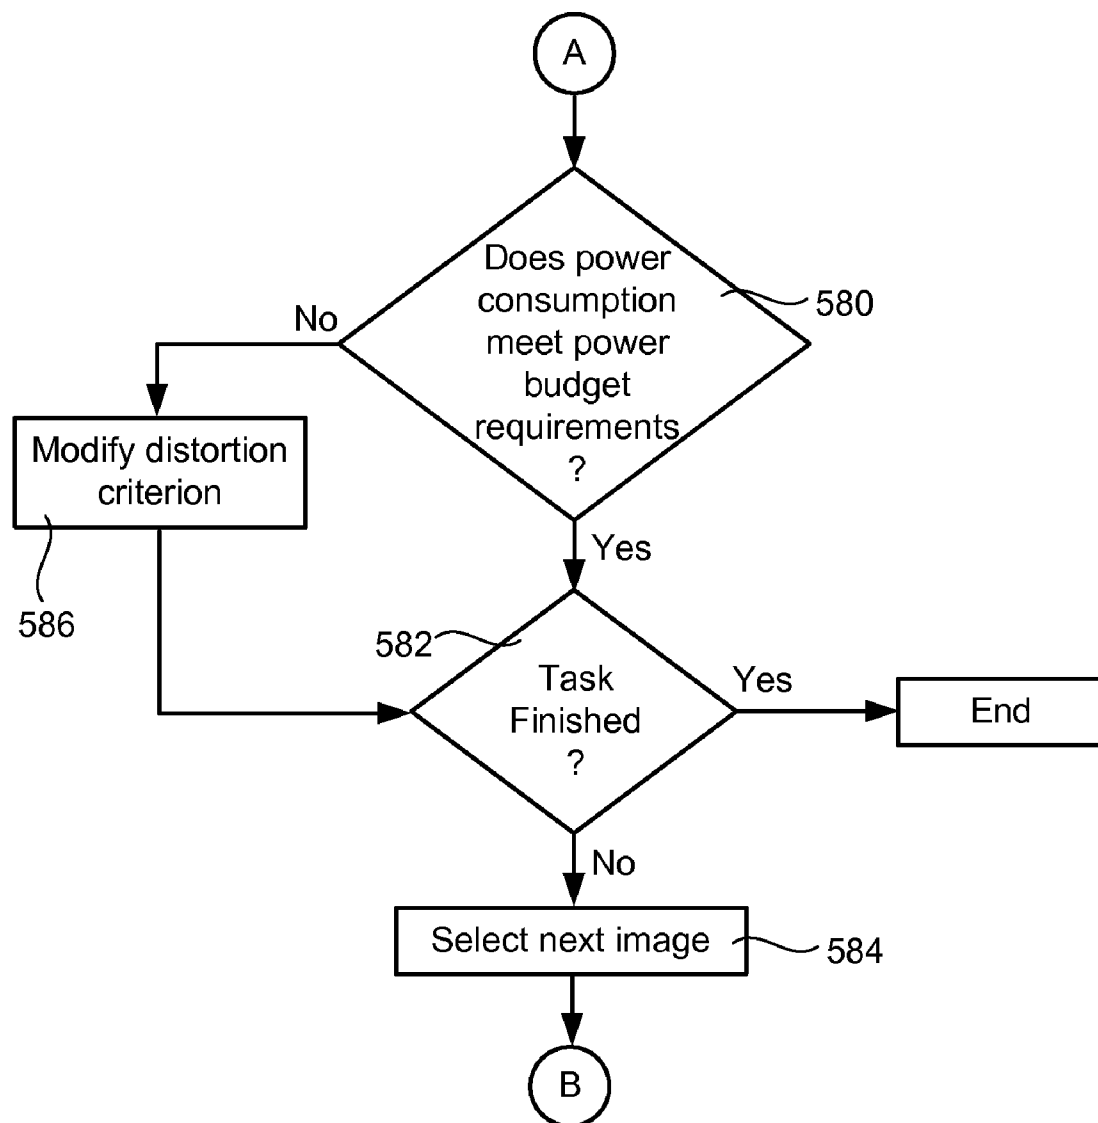 A
Does power
consumption
meet power
budget
requirements
?
580
No
Modify distortion
criterion
586
Yes
582
Task
Finished
?
Yes
End
No
Select next image
584
B